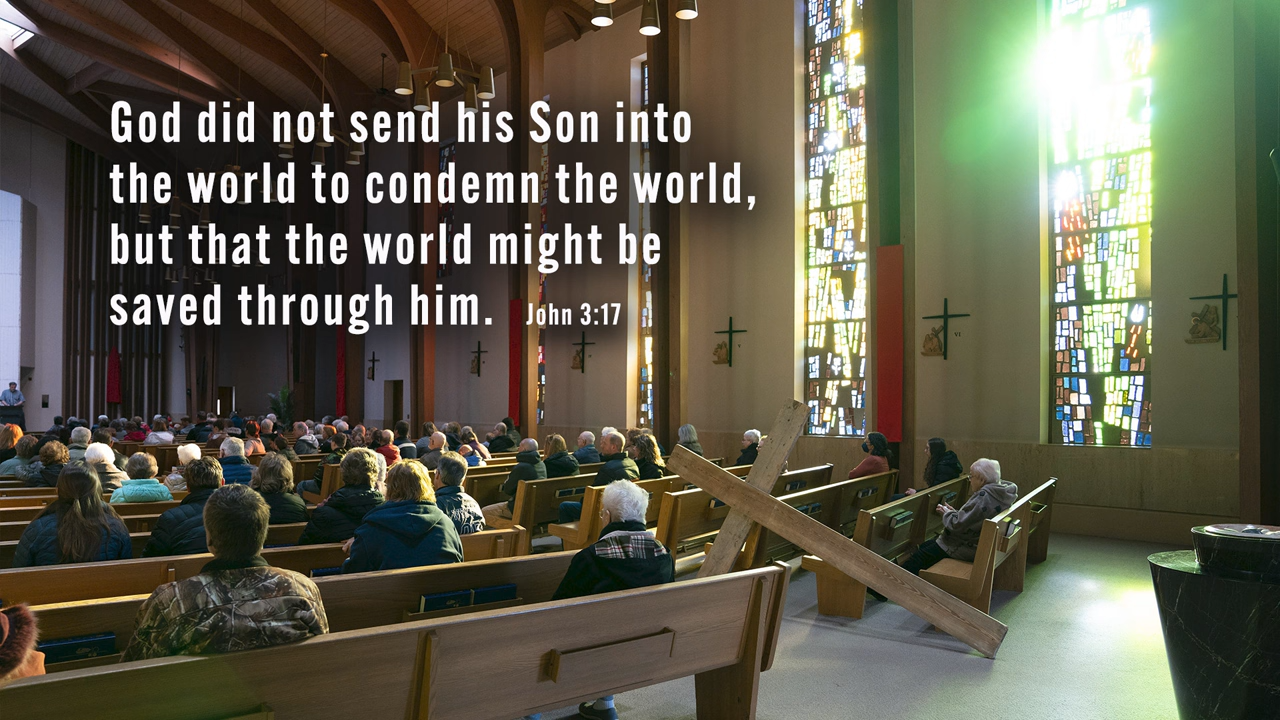 God did not send his Son into
the world to condemn the world,
but that the world might be
saved through him. John 3:17
VI